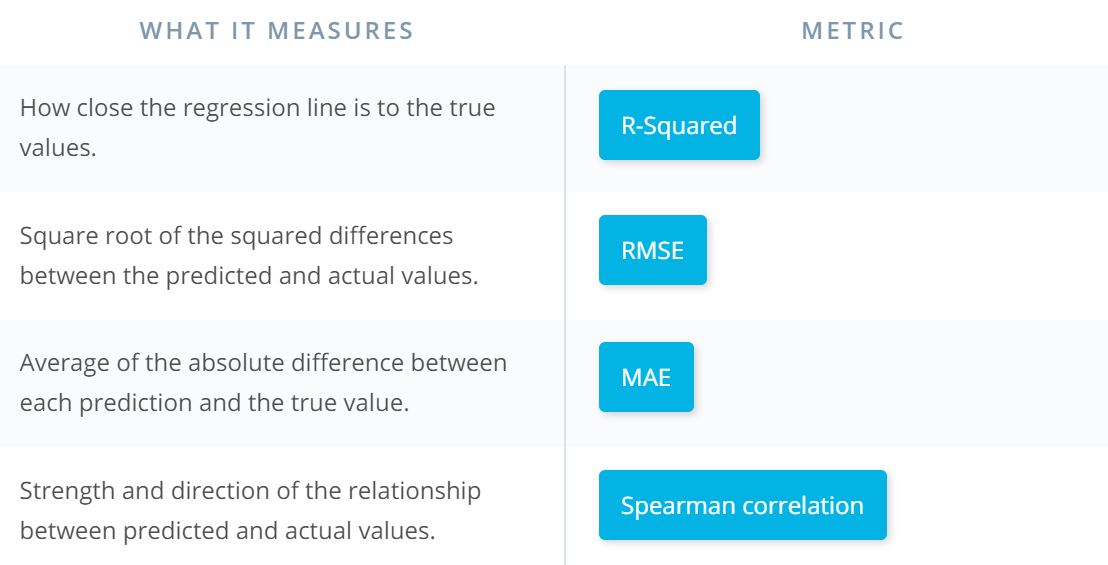 WHAT IT MEASURES
METRIC
How close the regression line is to the true
values.
R-Squared
Square root of the squared differences
between the predicted and actual values.
RMSE
Average of the absolute difference between
each prediction and the true value.
MAE
Strength and direction of the relationship
between predicted and actual values.
Spearman correlation